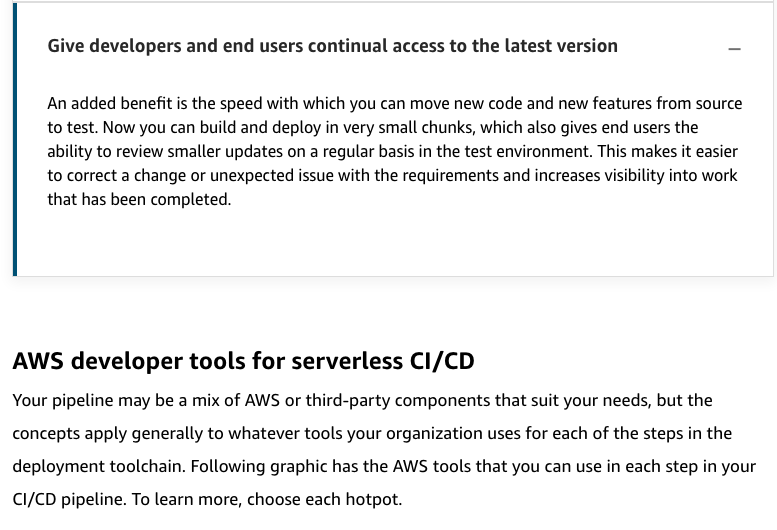 Give developers and end users continual access to the latest version
An added benefit is the speed with which you can move new code and new features from source
to test. Now you can build and deploy in very small chunks, which also gives end users the
ability to review smaller updates on a regular basis in the test environment. This makes it easier
to correct a change or unexpected issue with the requirements and increases visibility into work
that has been completed.
AWS developer tools for serverless CI/CD
Your pipeline may be a mix of AWS or third-party components that suit your needs, but the
concepts apply generally to whatever tools your organization uses for each of the steps in the
deployment toolchain. Following graphic has the AWS tools that you can use in each step in your
CI/CD pipeline. To learn more, choose each hotpot.